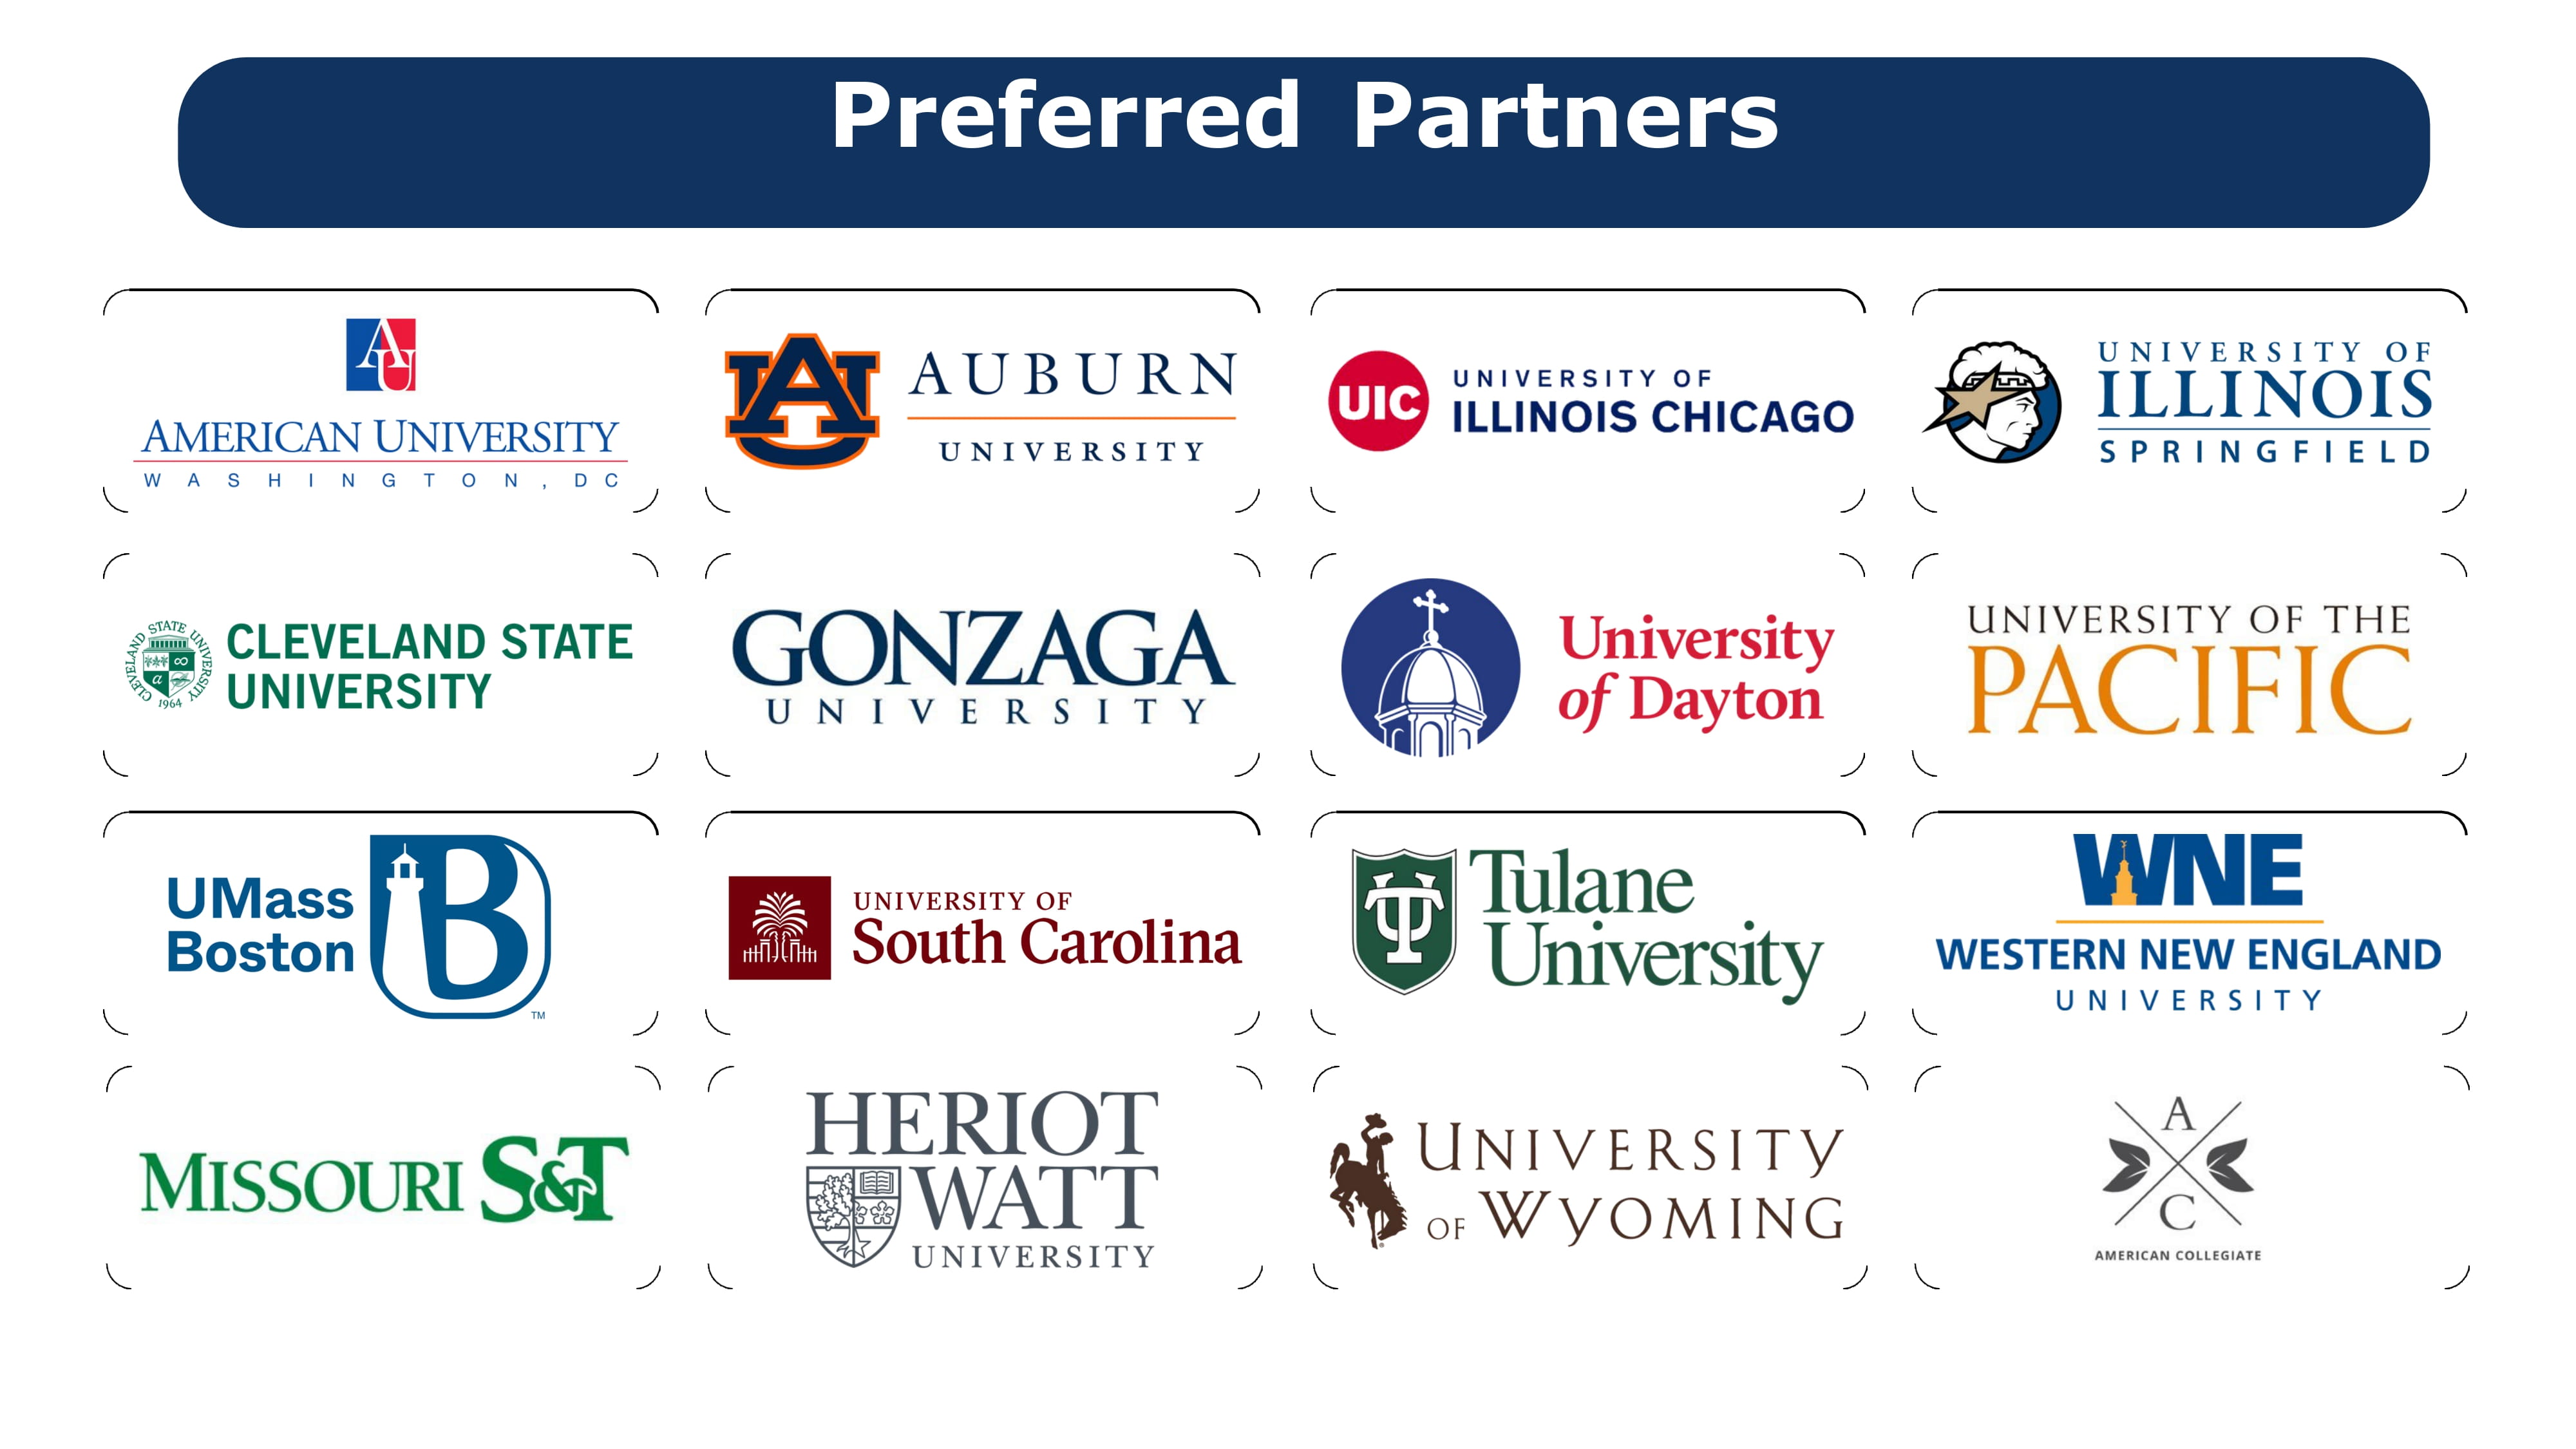 Preferred Partners
AU
AMERICAN UNIVERSITY
WASHINGTON, DC
AU
AUBURN
UNIVERSITY
UIC
UNIVERSITY OF
ILLINOIS CHICAGO
UNIVERSITY OF
ILLINOIS
SPRINGFIELD
CLEVELAND STATE UNIVERSITY
1964
CLEVELAND STATE
UNIVERSITY
GONZAGA
UNIVERSITY
University
of Dayton
UNIVERSITY OF THE
PACIFIC
UMass
Boston
B
TM
UNIVERSITY OF
South Carolina
TU
Tulane
University
WNE
WESTERN NEW ENGLAND
UNIVERSITY
MISSOURI S&T
HERIOT
WATT
UNIVERSITY
UNIVERSITY
OF WYOMING
A
C
AMERICAN COLLEGIATE